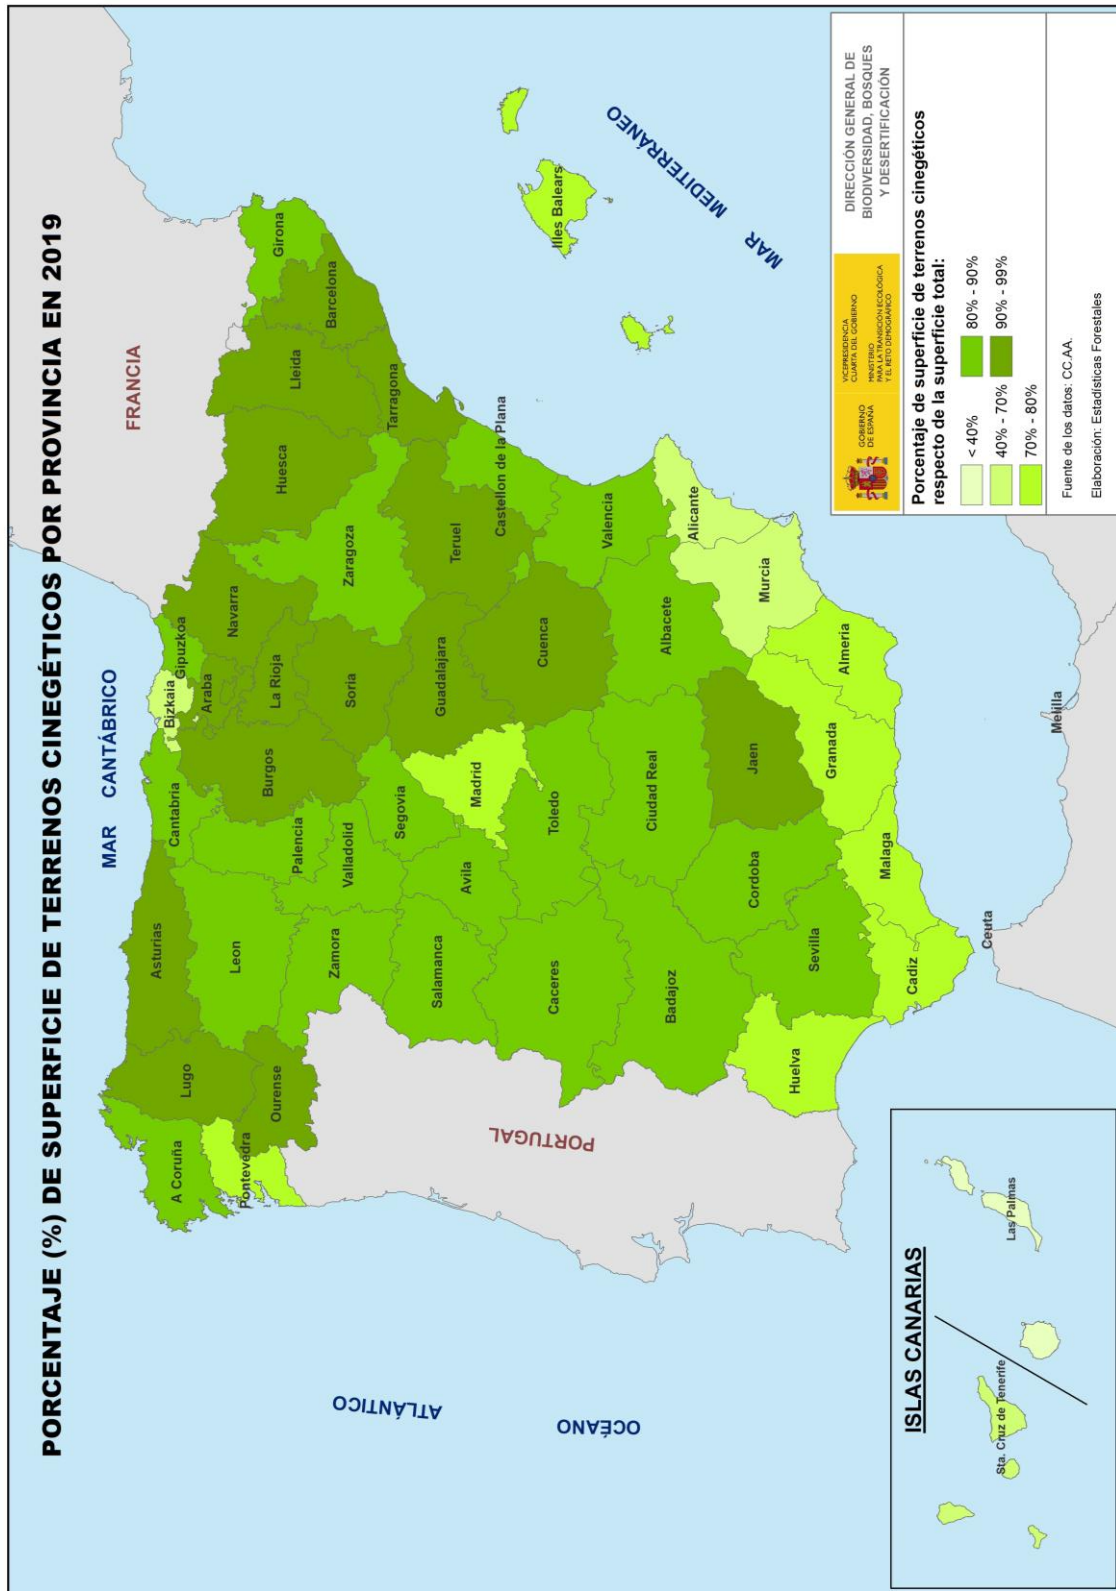 PORCENTAJE (%) DE SUPERFICIE DE TERRENOS CINEGÉTICOS POR PROVINCIA EN 2019
MAR CANTÁBRICO
FRANCIA
A Coruña
Lugo
Asturias
Cantabria
Bizkaia
Gipuzkoa
Araba
Navarra
Pontevedra
Ourense
Leon
Palencia
Burgos
La Rioja
Huesca
Lleida
Girona
Barcelona
Zamora
Valladolid
Soria
Zaragoza
Tarragona
Salamanca
Avila
Segovia
Guadalajara
Teruel
Castellon de la Plana
Madrid
Illes Balears
PORTUGAL
Caceres
Toledo
Cuenca
Valencia
Badajoz
Ciudad Real
Albacete
Alicante
Huelva
Sevilla
Cordoba
Jaen
Murcia
Cadiz
Malaga
Granada
Almeria
Ceuta
Melilla
OCÉANO
ATLÁNTICO
MAR
MEDITERRÁNEO
ISLAS CANARIAS
Sta. Cruz de Tenerife
Las Palmas
GOBIERNO
DE ESPAÑA
VICEPRESIDENCIA
CUARTA DEL GOBIERNO
MINISTERIO
PARA LA TRANSICIÓN ECOLÓGICA
Y EL RETO DEMOGRÁFICO
DIRECCIÓN GENERAL DE
BIODIVERSIDAD, BOSQUES
Y DESERTIFICACIÓN
Porcentaje de superficie de terrenos cinegéticos
respecto de la superficie total:
< 40%
40% - 70%
70% - 80%
80% - 90%
90% - 99%
Fuente de los datos: CC.AA.
Elaboración: Estadísticas Forestales